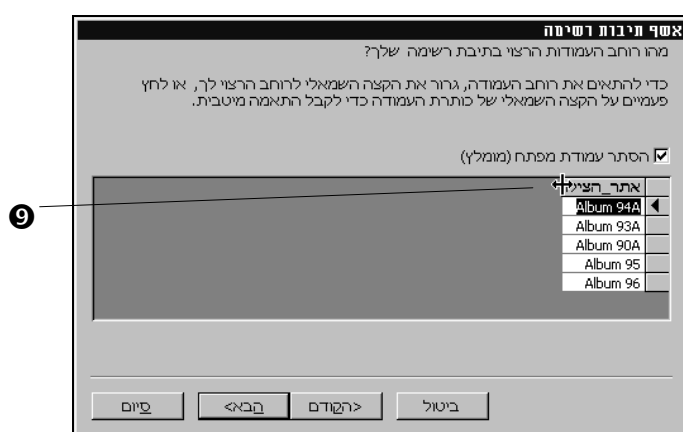 אשף תיבות רשימה
מהו רוחב העמודות הרצוי בתיבת רשימה שלך?
כדי להתאים את רוחב העמודה, גרור את הקצה השמאלי לרוחב הרצוי לך, או לחץ
פעמיים על הקצה השמאלי של כותרת העמודה כדי לקבל התאמה מיטבית.
הסתר עמודת מפתח (מומלץ)
❾
Album 94A
Album 93A
Album 90A
Album 95
Album 96
ביטול <הקודם הבא> סיום